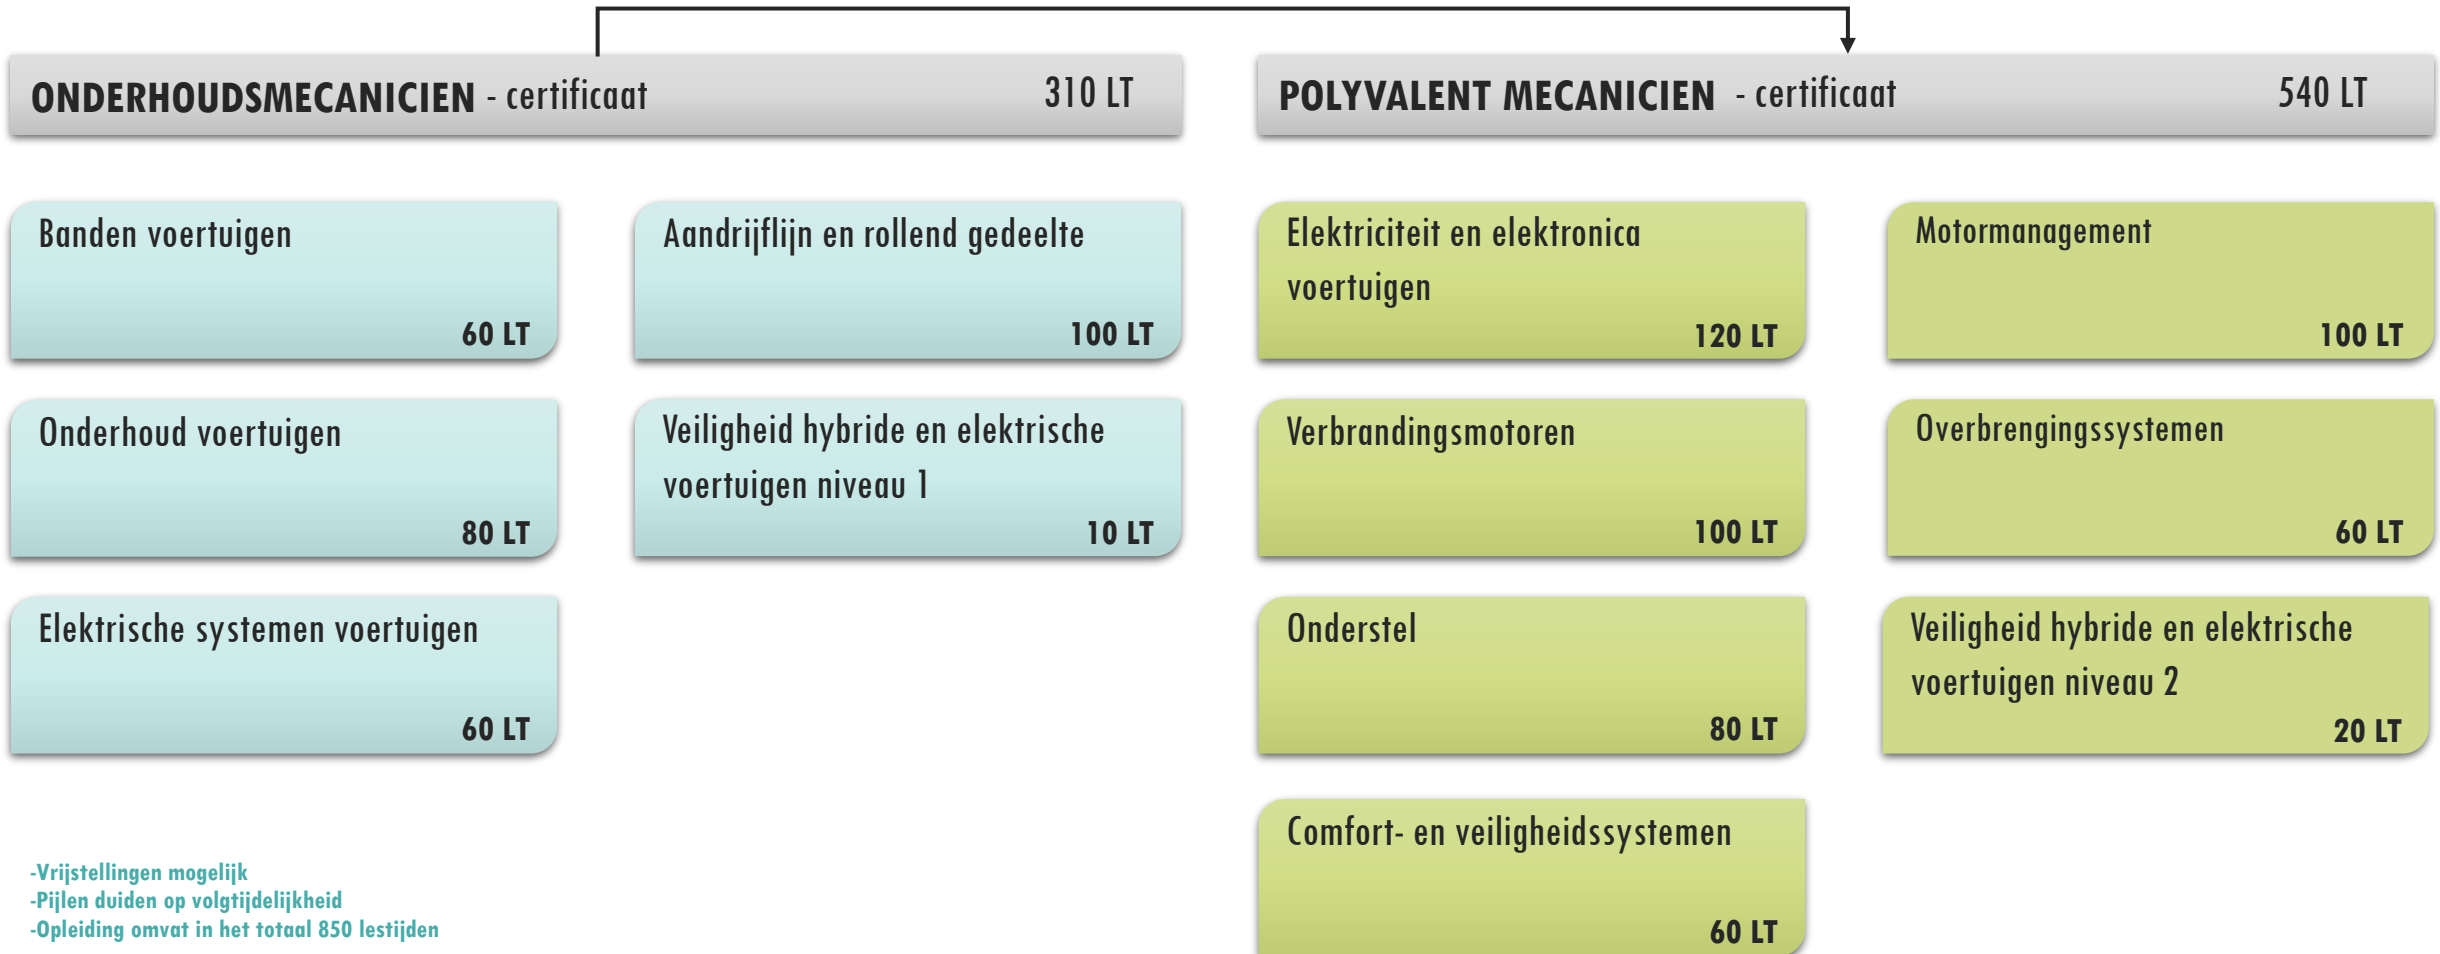 ONDERHOUDSMECANICIEN - certificaat 310 LT
POLYVALENT MECANICIEN - certificaat 540 LT
Banden voertuigen
60 LT
Aandrijflijn en rollend gedeelte
100 LT
Elektriciteit en elektronica
voertuigen
120 LT
Motormanagement
100 LT
Onderhoud voertuigen
80 LT
Veiligheid hybride en elektrische
voertuigen niveau 1
10 LT
Verbrandingsmotoren
100 LT
Overbrengingssystemen
60 LT
Elektrische systemen voertuigen
60 LT
Onderstel
80 LT
Veiligheid hybride en elektrische
voertuigen niveau 2
20 LT
Comfort- en veiligheidssystemen
60 LT
-Vrijstellingen mogelijk
-Pijlen duiden op volgtijdelijkheid
-Opleiding omvat in het totaal 850 lestijden